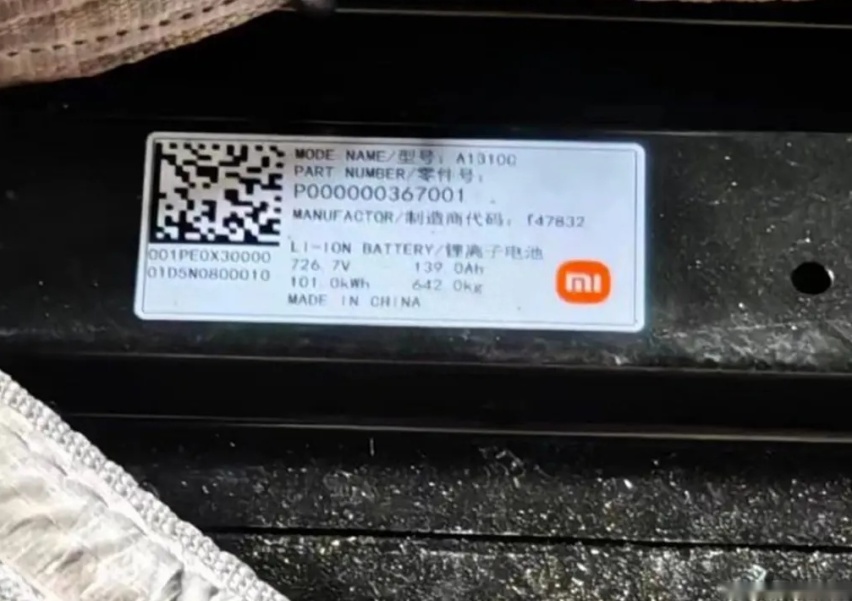 MODE NAME/型号: A13100
PART NUMBER/零件号:
P000000367001
MANUFACTOR/制造商代码: f47832
LI-ION BATTERY/锂离子电池
726.7V 139.0Ah
101.0kWh 642.0kg
MADE IN CHINA
001PE0X30000
01D5N0800010
mi